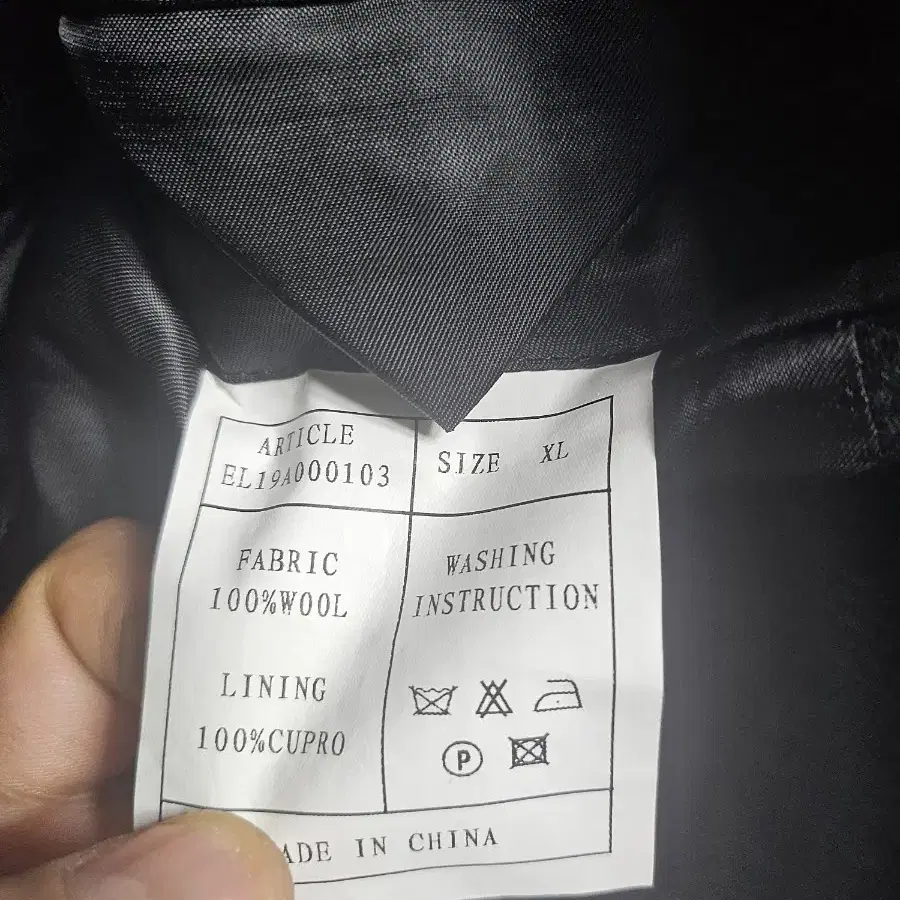 ARTICLE
EL19A000103
SIZE XL
FABRIC
100%WOOL
LINING
100%CUPRO
WASHING
INSTRUCTION
P
ADE IN CHINA